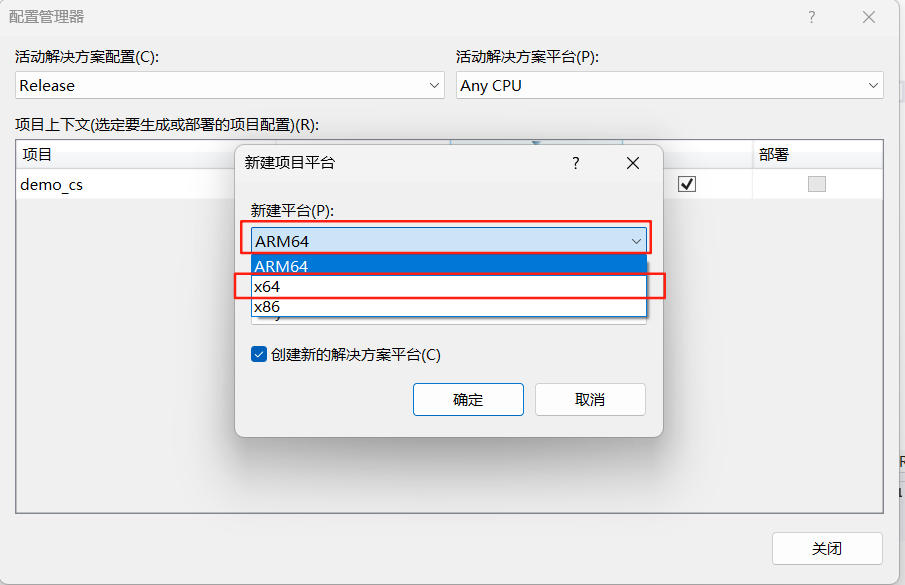 配置管理器
活动解决方案配置(C):
活动解决方案平台(P):
Release
Any CPU
项目上下文(选定要生成或部署的项目配置)(R):
项目
部署
demo_cs
新建项目平台
新建平台(P):
ARM64
ARM64
x64
x86
创建新的解决方案平台(C)
确定
取消
关闭